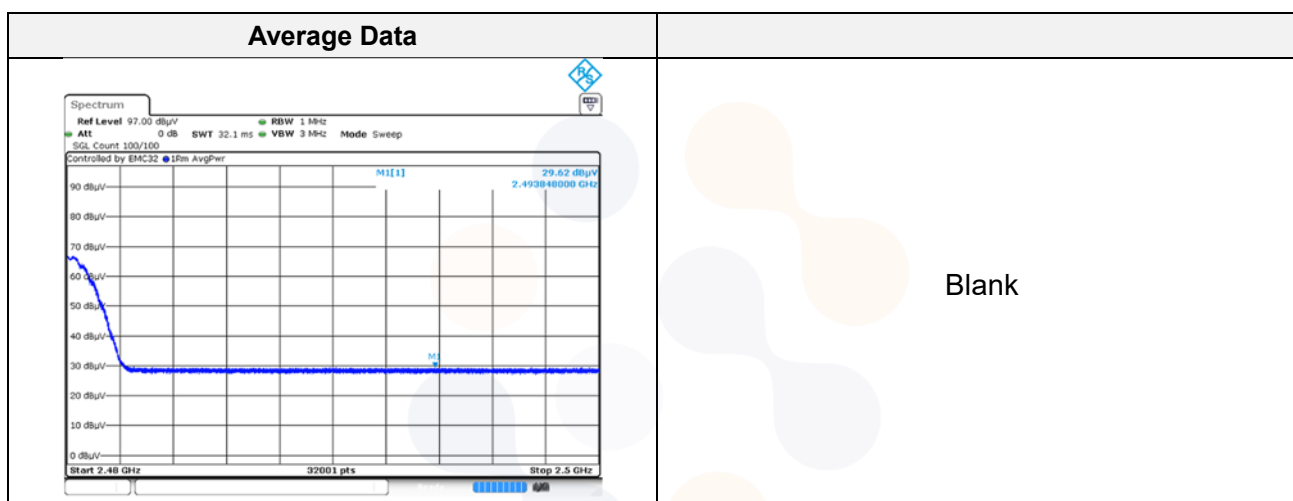 Average Data
R&S
Spectrum
Ref Level 97.00 dBµV RBW 1 MHz
Att 0 dB SWT 32.1 ms VBW 3 MHz Mode Sweep
SGL Count 100/100
Controlled by EMC32 1Rm AvgPwr
M1[1] 29.62 dBµV
2.493840000 GHz
90 dBµV
80 dBµV
70 dBµV
60 dBµV
50 dBµV
40 dBµV
M1
30 dBµV
20 dBµV
10 dBµV
0 dBµV
Start 2.48 GHz 32001 pts Stop 2.5 GHz
Blank